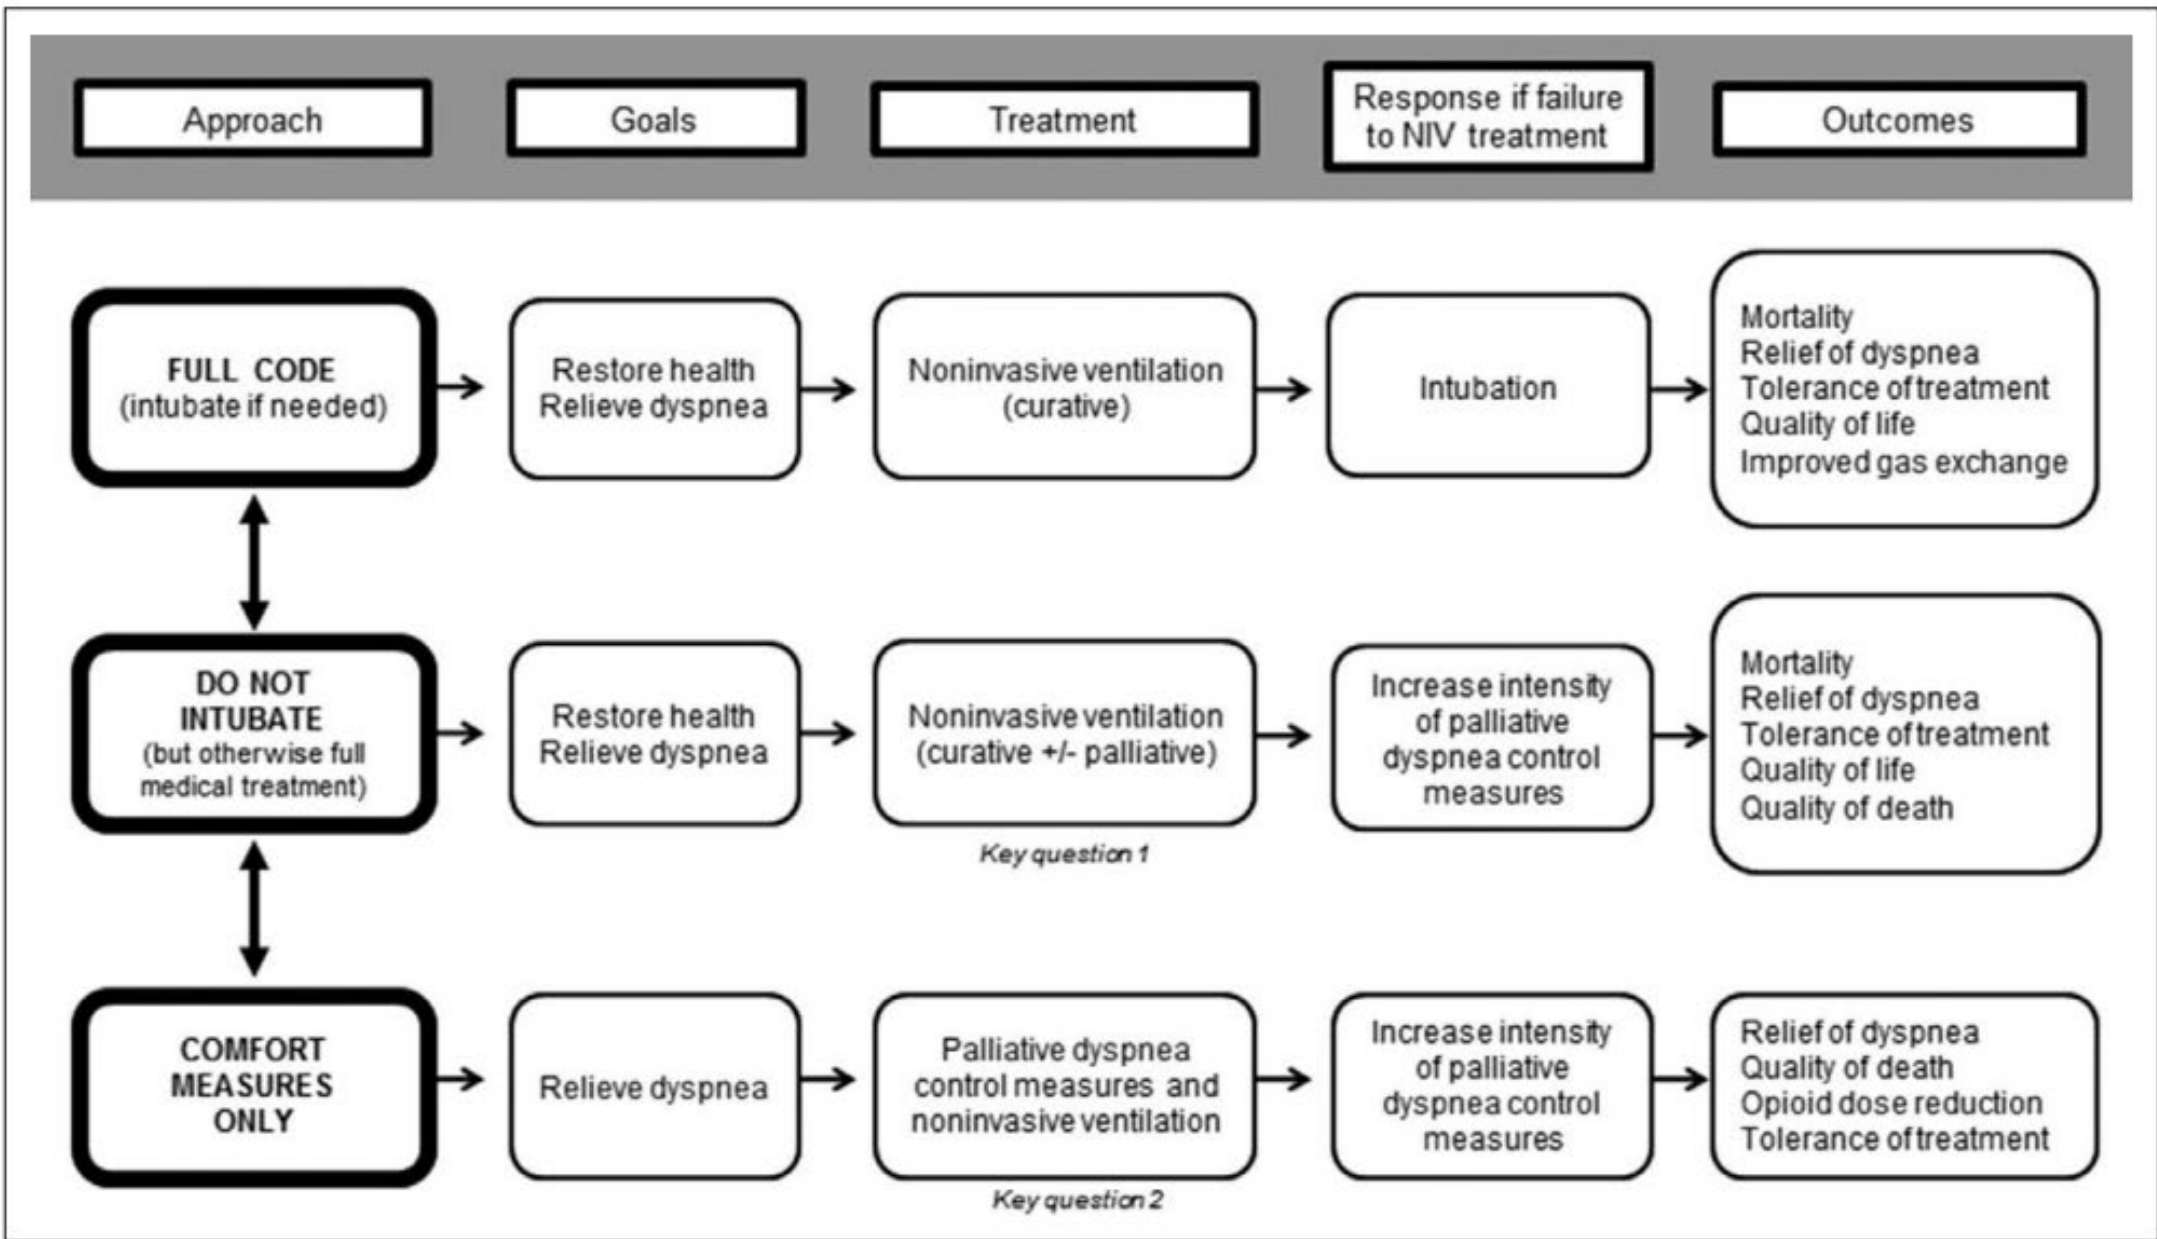 Approach
Goals
Treatment
Response if failure
to NIV treatment
Outcomes
FULL CODE
(intubate if needed)
Restore health
Relieve dyspnea
Noninvasive ventilation
(curative)
Intubation
Mortality
Relief of dyspnea
Tolerance of treatment
Quality of life
Improved gas exchange
DO NOT
INTUBATE
(but otherwise full
medical treatment)
Restore health
Relieve dyspnea
Noninvasive ventilation
(curative +/- palliative)
Key question 1
Increase intensity
of palliative
dyspnea control
measures
Mortality
Relief of dyspnea
Tolerance of treatment
Quality of life
Quality of death
COMFORT
MEASURES
ONLY
Relieve dyspnea
Palliative dyspnea
control measures and
noninvasive ventilation
Key question 2
Increase intensity
of palliative
dyspnea control
measures
Relief of dyspnea
Quality of death
Opioid dose reduction
Tolerance of treatment